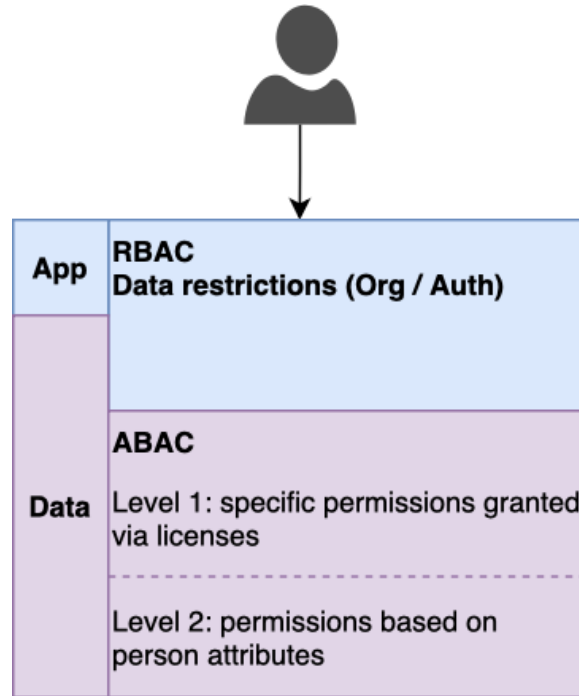 App
RBAC
Data restrictions (Org / Auth)
Data
ABAC
Level 1: specific permissions granted
via licenses
Level 2: permissions based on
person attributes